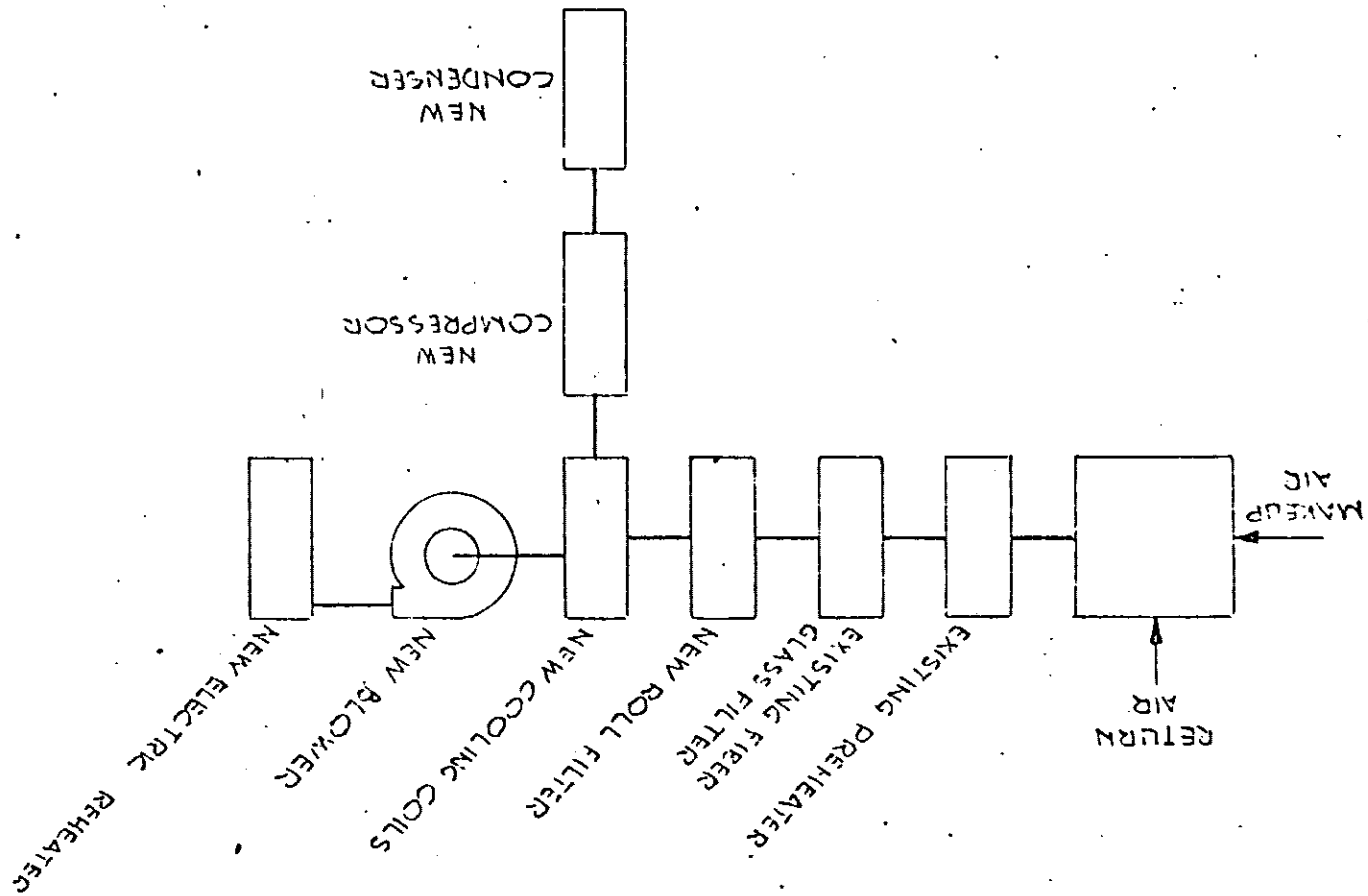 RETURN
AIR
MAKEUP
AIR
EXISTING PREHEATER
EXISTING FIBER
GLASS FILTER
NEW ROLL FILTER
NEW COOLING COILS
NEW BLOWER
NEW ELECTRIC REHEATER
NEW
COMPRESSOR
NEW
CONDENSER